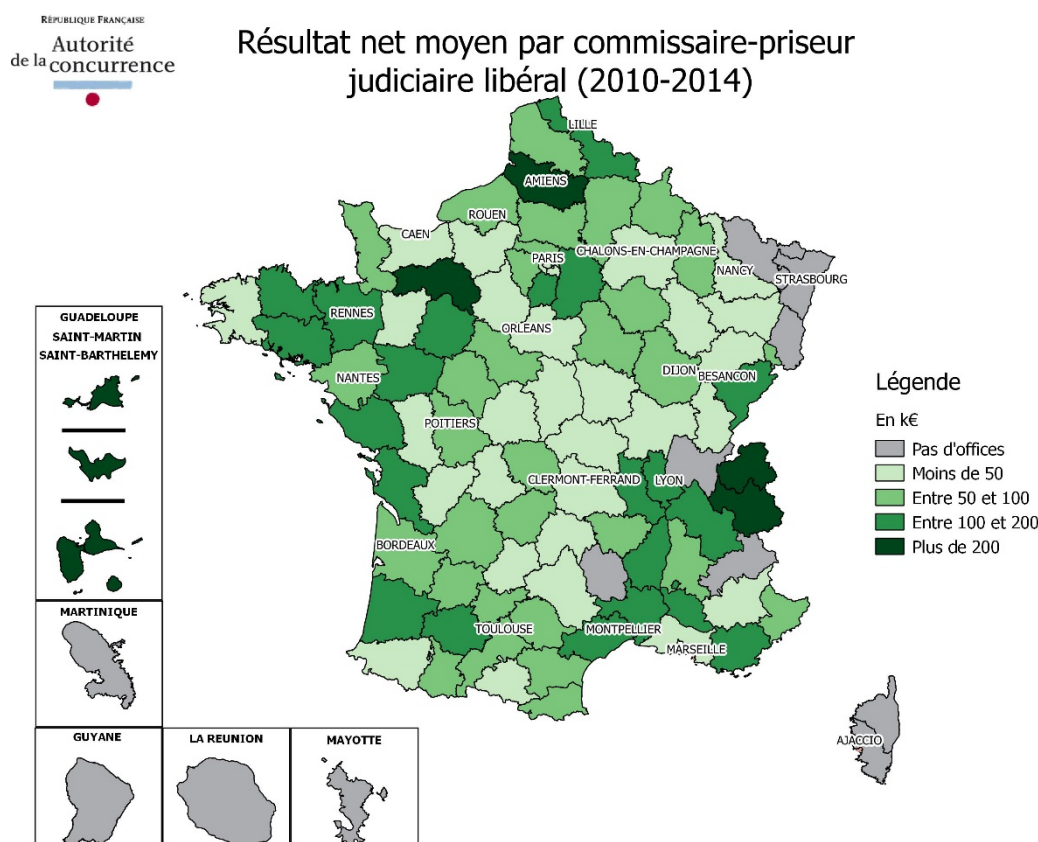 RÉPUBLIQUE FRANÇAISE
Autorité
de la concurrence
Résultat net moyen par commissaire-priseur
judiciaire libéral (2010-2014)
LILLE
AMIENS
ROUEN
CAEN
PARIS
CHALONS-EN-CHAMPAGNE
NANCY
STRASBOURG
RENNES
ORLEANS
NANTES
DIJON
BESANCON
POITIERS
CLERMONT-FERRAND
LYON
BORDEAUX
TOULOUSE
MONTPELLIER
MARSEILLE
AJACCIO
GUADELOUPE
SAINT-MARTIN
SAINT-BARTHELEMY
MARTINIQUE
GUYANE
LA REUNION
MAYOTTE
Légende
En k€
Pas d'offices
Moins de 50
Entre 50 et 100
Entre 100 et 200
Plus de 200